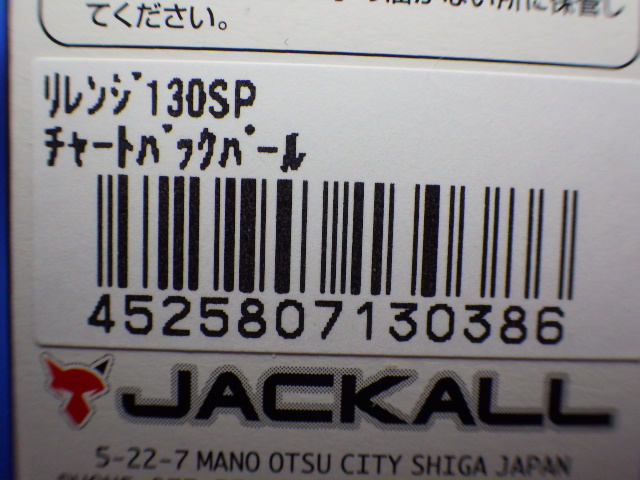 てください。
リレンジ130SP
チャートバックパール
4525807130386
JACKALL
5-22-7 MANO OTSU CITY SHIGA JAPAN